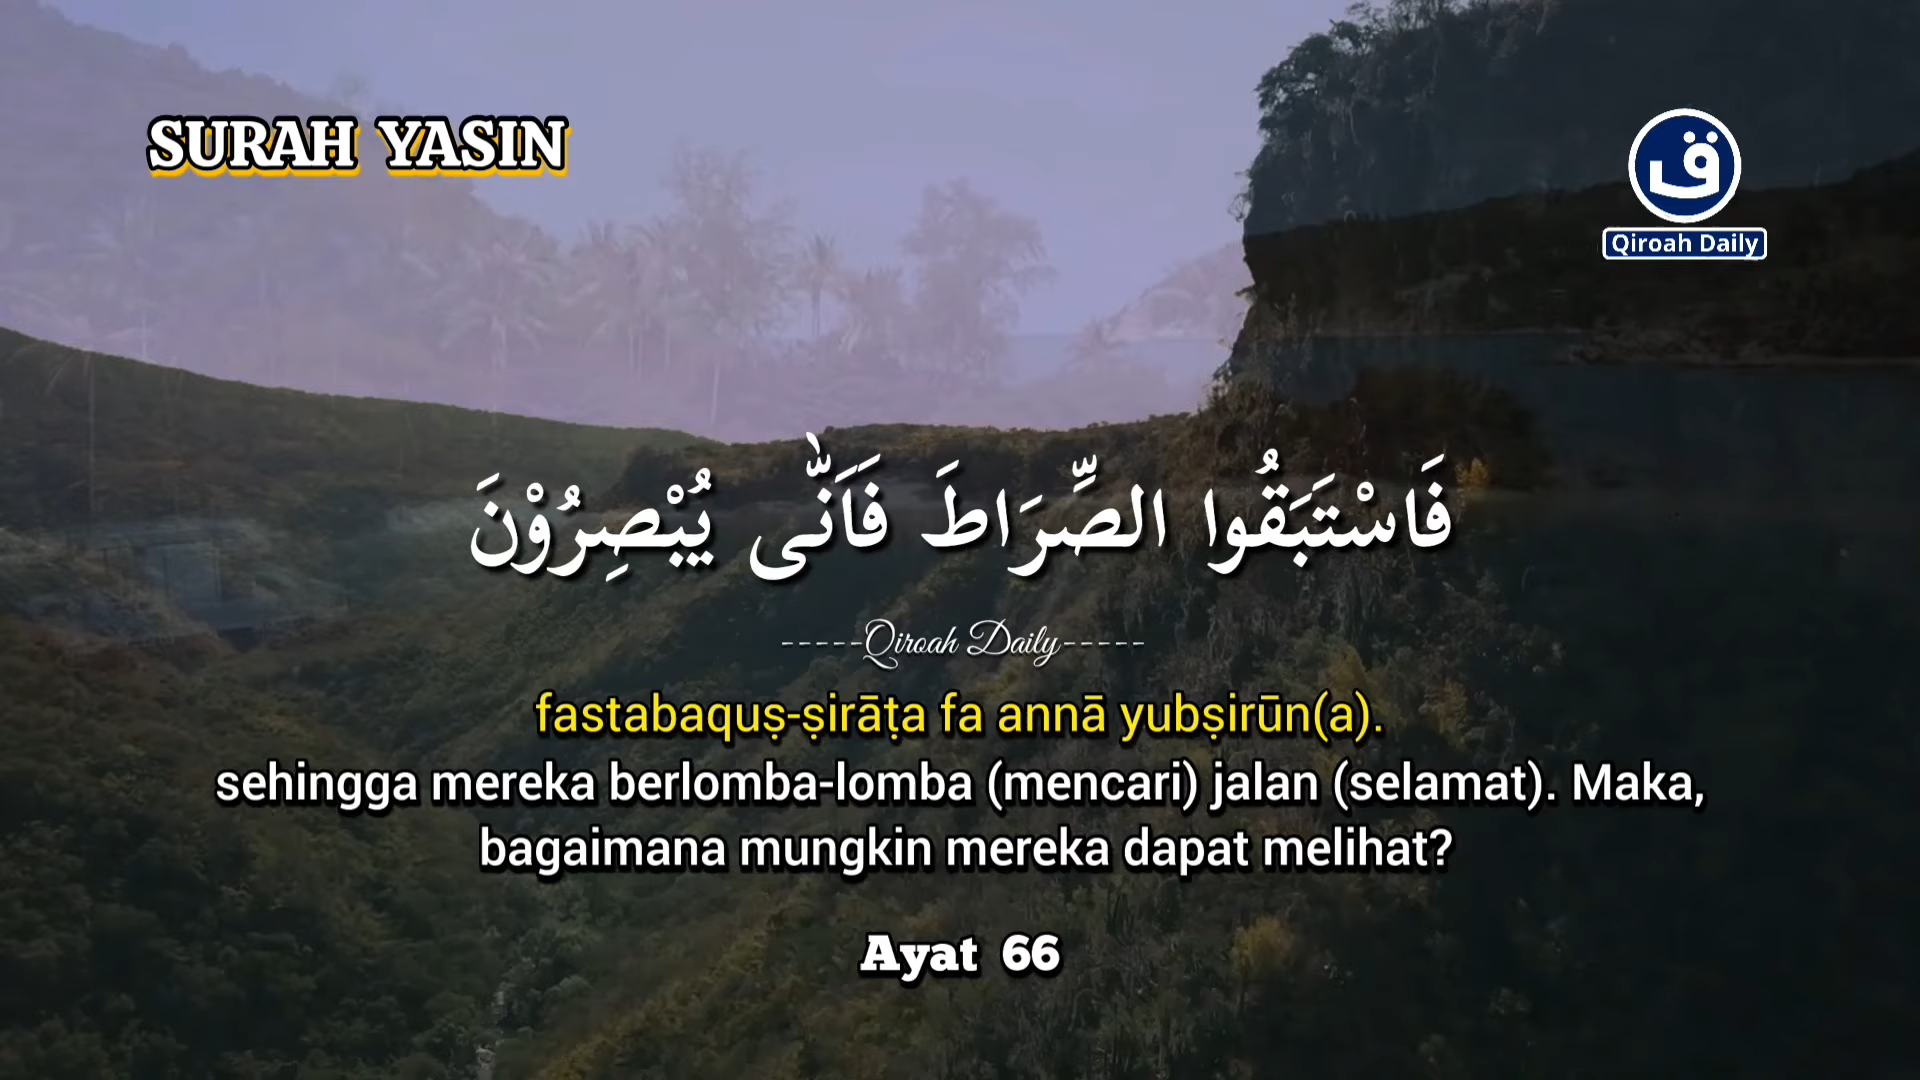 SURAH YASIN
ق
Qiroah Daily
فَاسْتَبَقُوا الصِّرَاطَ فَاَنّٰى يُبْصِرُوْنَ
-----Qiroah Daily-----
fastabaquṣ-ṣirāṭa fa annā yubṣirūn(a).
sehingga mereka berlomba-lomba (mencari) jalan (selamat). Maka,
bagaimana mungkin mereka dapat melihat?
Ayat 66